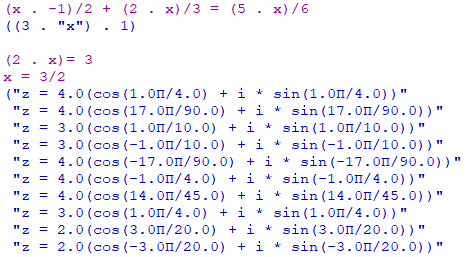 (x . -1)/2 + (2 . x)/3 = (5 . x)/6
((3 . "x") . 1)
(2 . x)= 3
x = 3/2
("z = 4.0(cos(1.0Π/4.0) + i * sin(1.0Π/4.0))"
"z = 4.0(cos(17.0Π/90.0) + i * sin(17.0Π/90.0))"
"z = 3.0(cos(1.0Π/10.0) + i * sin(1.0Π/10.0))"
"z = 3.0(cos(-1.0Π/10.0) + i * sin(-1.0Π/10.0))"
"z = 4.0(cos(-17.0Π/90.0) + i * sin(-17.0Π/90.0))"
"z = 4.0(cos(-1.0Π/4.0) + i * sin(-1.0Π/4.0))"
"z = 4.0(cos(14.0Π/45.0) + i * sin(14.0Π/45.0))"
"z = 3.0(cos(1.0Π/4.0) + i * sin(1.0Π/4.0))"
"z = 2.0(cos(3.0Π/20.0) + i * sin(3.0Π/20.0))"
"z = 2.0(cos(-3.0Π/20.0) + i * sin(-3.0Π/20.0))"